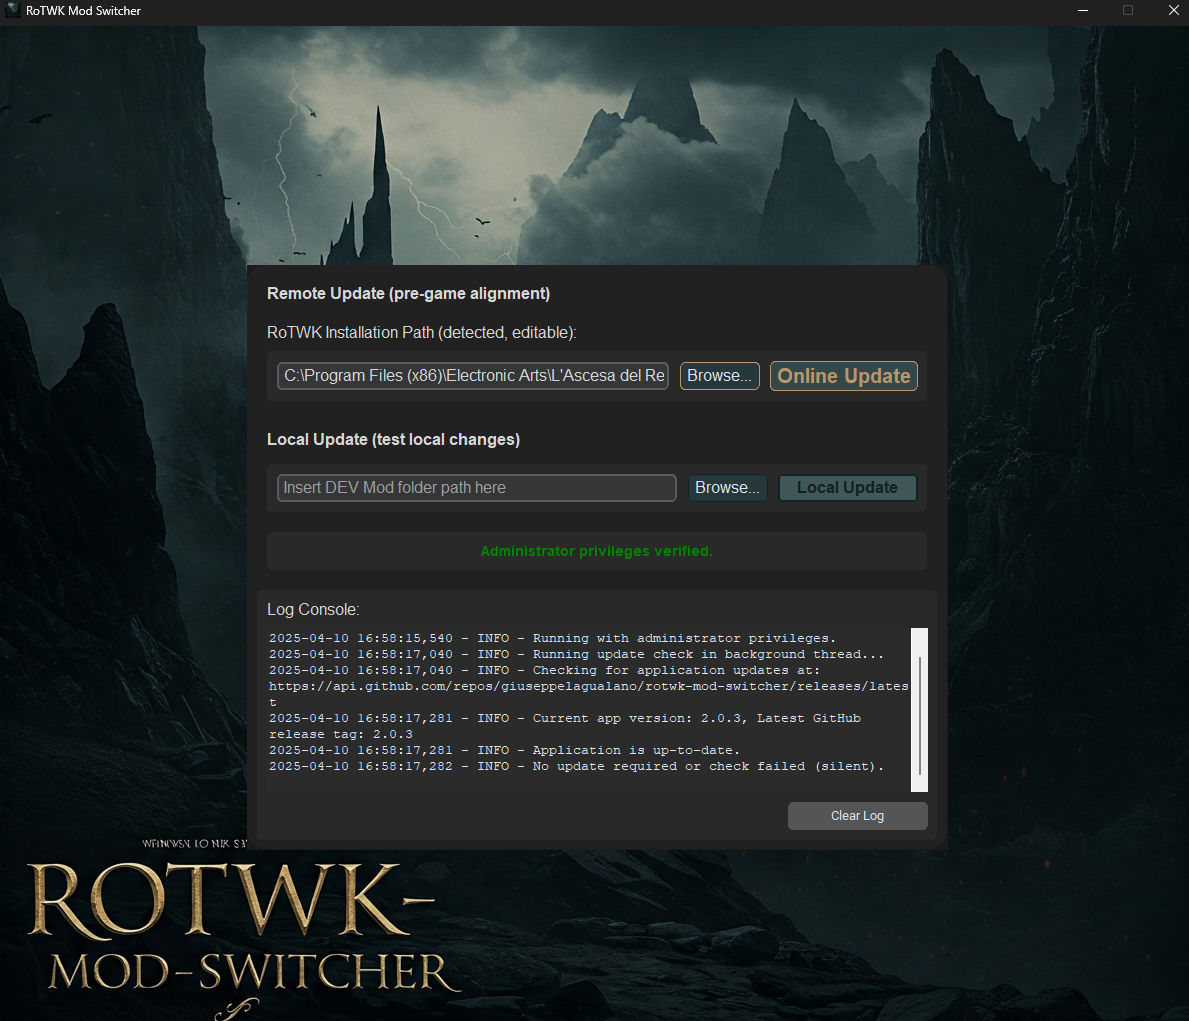 RoTWK Mod Switcher
Remote Update (pre-game alignment)
RoTWK Installation Path (detected, editable):
C:\Program Files (x86)\Electronic Arts\L'Ascesa del Re
Browse...
Online Update
Local Update (test local changes)
Insert DEV Mod folder path here
Browse...
Local Update
Administrator privileges verified.
Log Console:
2025-04-10 16:58:15,540 - INFO - Running with administrator privileges.
2025-04-10 16:58:17,040 - INFO - Running update check in background thread...
2025-04-10 16:58:17,040 - INFO - Checking for application updates at:
https://api.github.com/repos/giuseppelagualano/rotwk-mod-switcher/releases/lates
t
2025-04-10 16:58:17,281 - INFO - Current app version: 2.0.3, Latest GitHub
release tag: 2.0.3
2025-04-10 16:58:17,281 - INFO - Application is up-to-date.
2025-04-10 16:58:17,282 - INFO - No update required or check failed (silent).
Clear Log
ROTWK-
MOD-SWITCHER